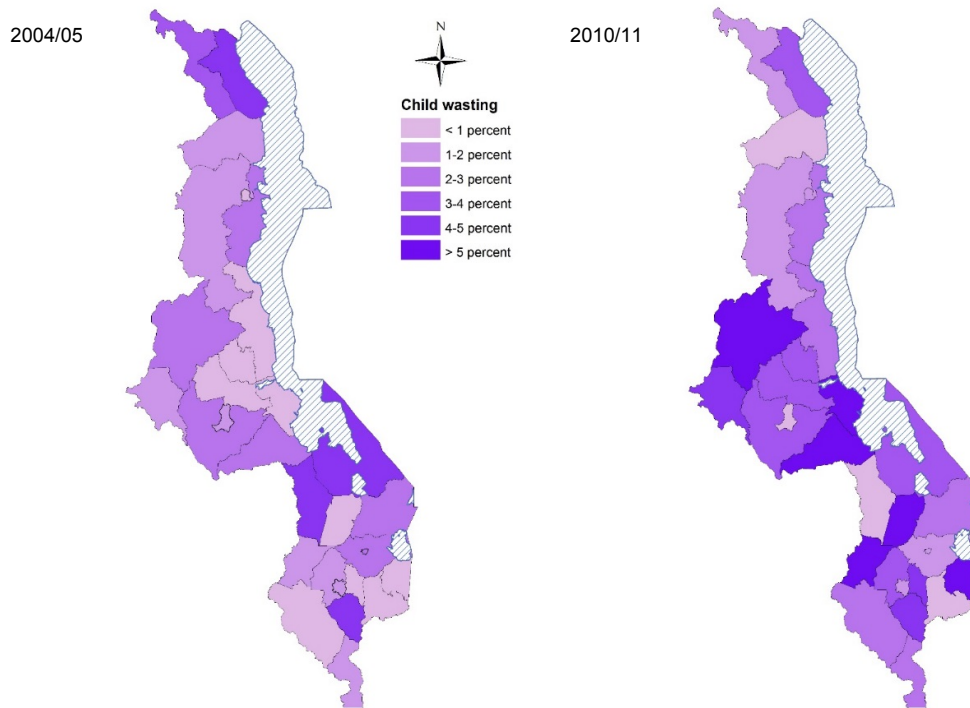 2004/05
2010/11
N
Child wasting
< 1 percent
1-2 percent
2-3 percent
3-4 percent
4-5 percent
> 5 percent